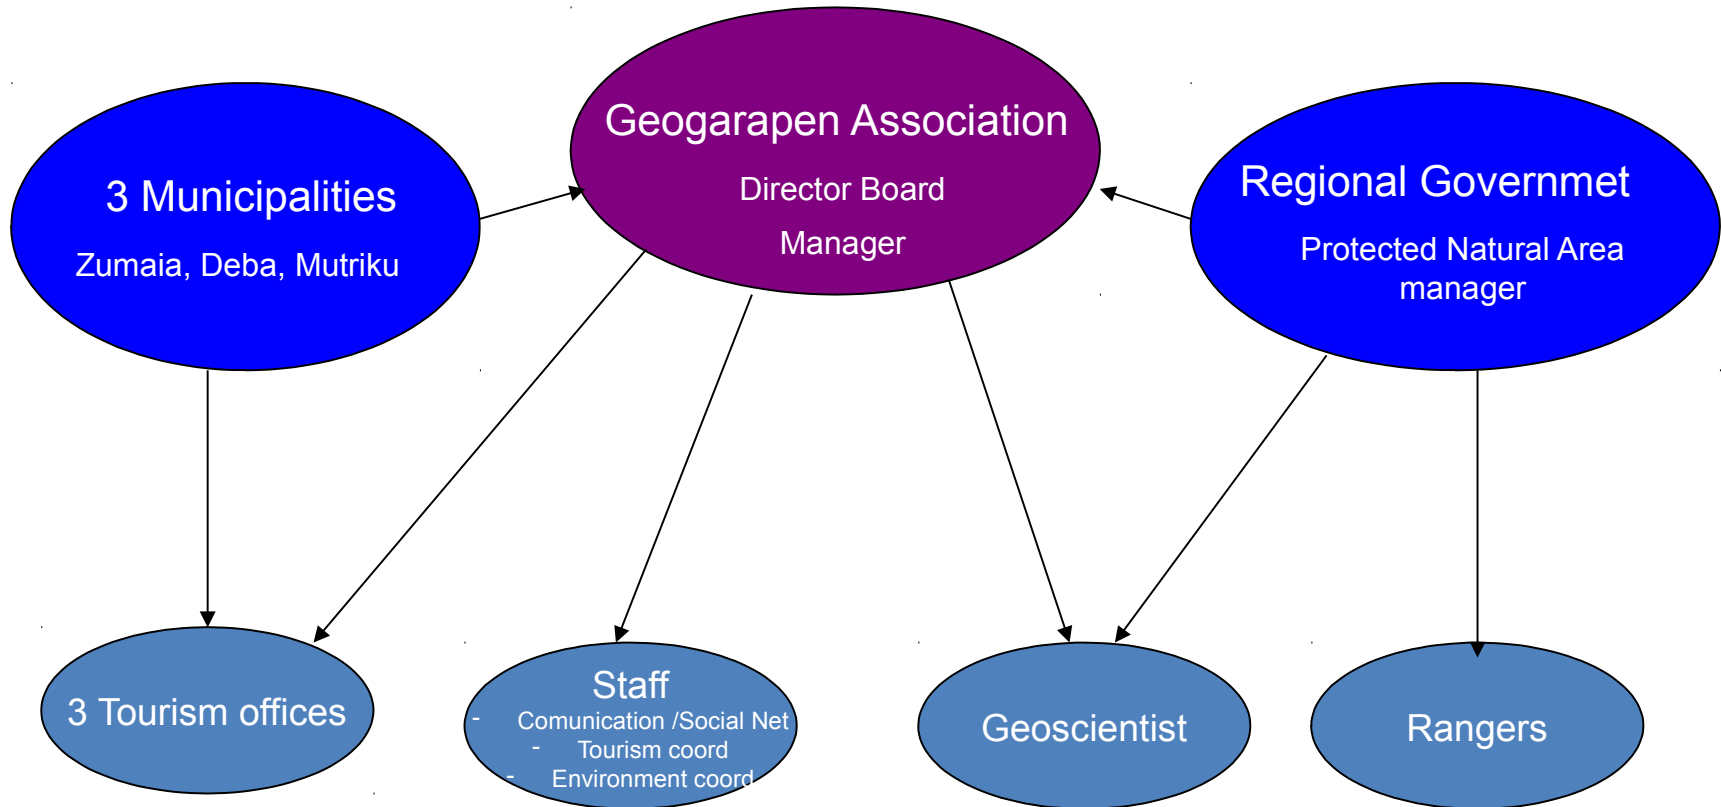 Geogarapen Association
Director Board
Manager
3 Municipalities
Zumaia, Deba, Mutriku
Regional Governmet
Protected Natural Area
manager
3 Tourism offices
Staff
- Comunication /Social Net
- Tourism coord
- Environment coord
Geoscientist
Rangers